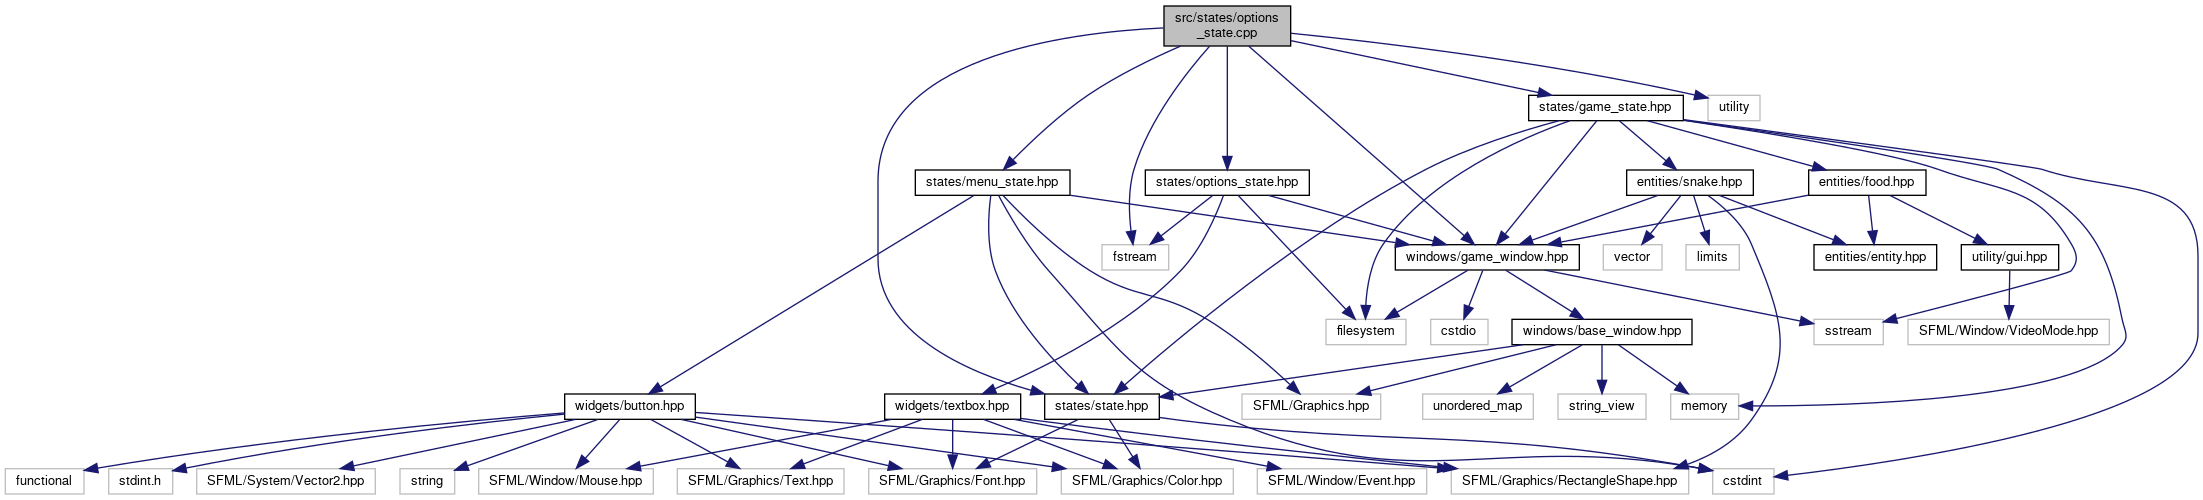 src/states/options
_state.cpp
states/game_state.hpp
utility
states/menu_state.hpp
states/options_state.hpp
entities/snake.hpp
entities/food.hpp
fstream
windows/game_window.hpp
vector
limits
entities/entity.hpp
utility/gui.hpp
filesystem
cstdio
windows/base_window.hpp
sstream
SFML/Window/VideoMode.hpp
widgets/button.hpp
widgets/textbox.hpp
states/state.hpp
SFML/Graphics.hpp
unordered_map
string_view
memory
functional
stdint.h
SFML/System/Vector2.hpp
string
SFML/Window/Mouse.hpp
SFML/Graphics/Text.hpp
SFML/Graphics/Font.hpp
SFML/Graphics/Color.hpp
SFML/Window/Event.hpp
SFML/Graphics/RectangleShape.hpp
cstdint